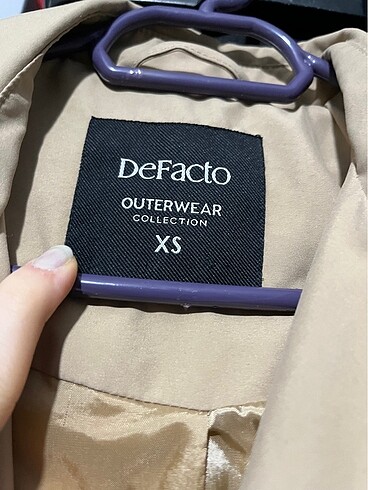 DeFacto
OUTERWEAR
COLLECTION
XS